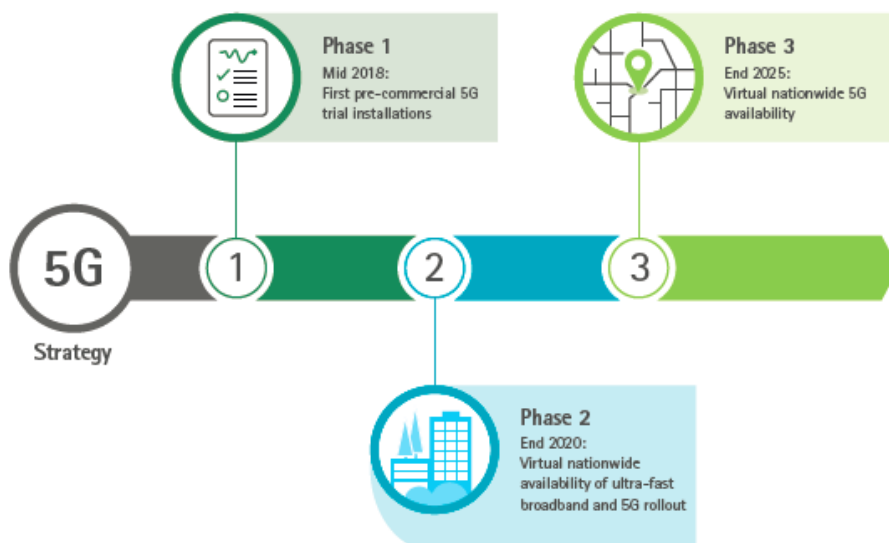 Phase 1
Mid 2018:
First pre-commercial 5G
trial installations
Phase 3
End 2025:
Virtual nationwide 5G
availability
5G
1
2
3
Strategy
Phase 2
End 2020:
Virtual nationwide
availability of ultra-fast
broadband and 5G rollout